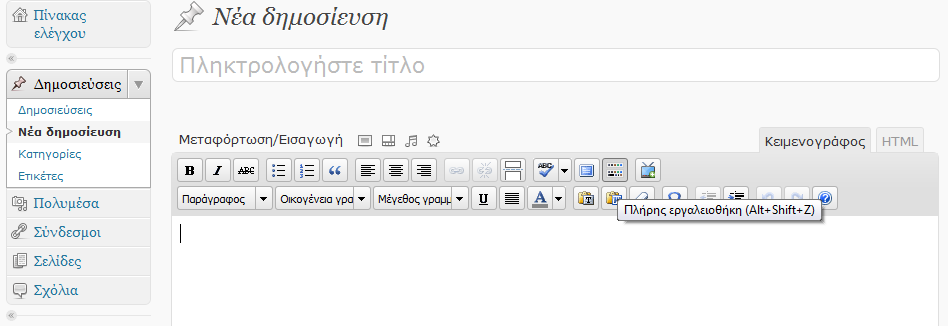 Πίνακας
ελέγχου
Δημοσιεύσεις
Δημοσιεύσεις
Νέα δημοσίευση
Κατηγορίες
Ετικέτες
Πολυμέσα
Σύνδεσμοι
Σελίδες
Σχόλια
Νέα δημοσίευση
Πληκτρολογήστε τίτλο
Μεταφόρτωση/Εισαγωγή
Κειμενογράφος HTML
B I ABC ABC
Παράγραφος Οικογένεια γρα Μέγεθος γραμμ U A T W Ω
Πλήρης εργαλειοθήκη (Alt+Shift+Z)